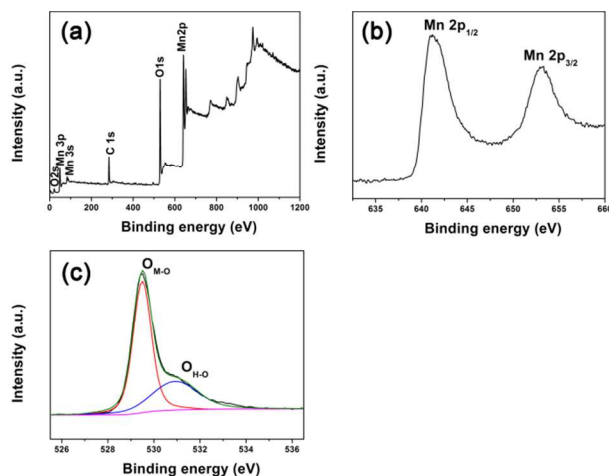 (a)
O2s
Mn 3p
Mn 3s
C 1s
O1s
Mn2p
Intensity (a.u.)
0 200 400 600 800 1000 1200
Binding energy (eV)
(b)
Mn 2p1/2
Mn 2p3/2
Intensity (a.u.)
635 640 645 650 655 660
Binding energy (eV)
(c)
O M-O
O H-O
Intensity (a.u.)
526 528 530 532 534 536
Binding energy (eV)